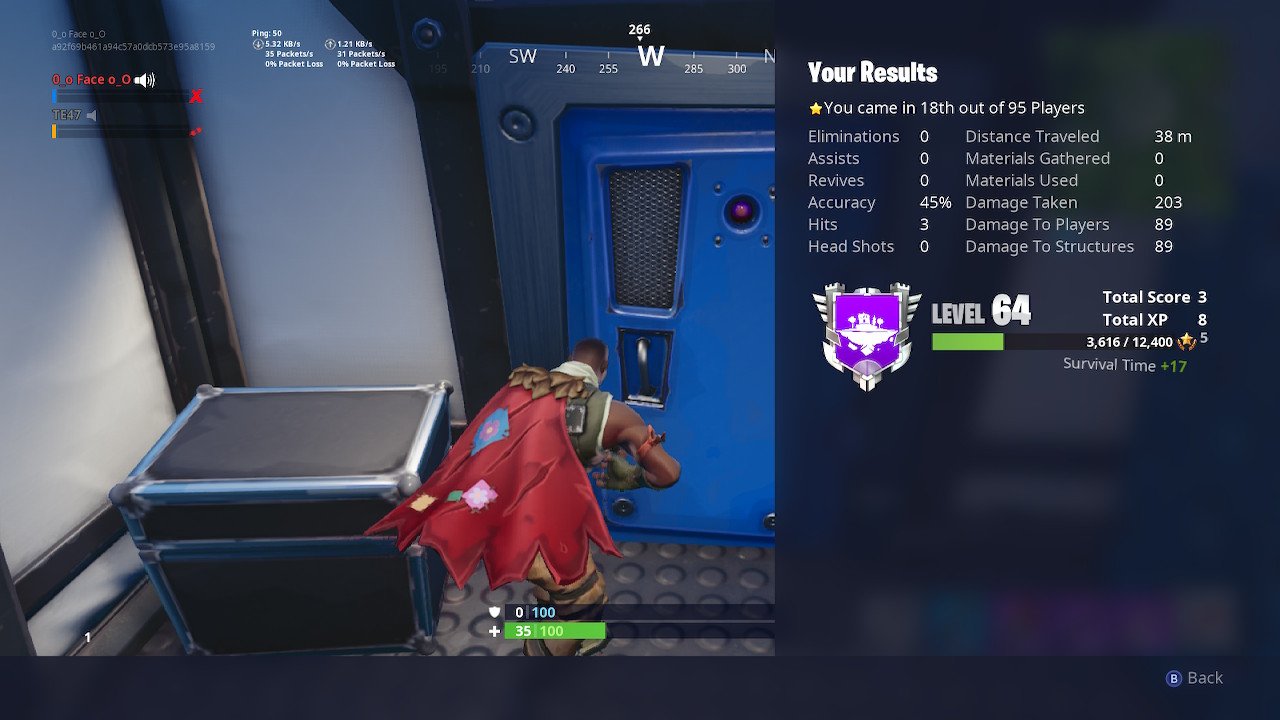 0_o Face o_O
a92f69b461a94c57a0dcb573e95a8159
0_o Face o_O
X
TE47
Ping: 50
5.32 KB/s 1.21 KB/s
35 Packets/s 31 Packets/s
0% Packet Loss 0% Packet Loss
266
195 210 SW 240 255 W 285 300 N
1
0 | 100
35 | 100
Your Results
You came in 18th out of 95 Players
Eliminations 0 Distance Traveled 38 m
Assists 0 Materials Gathered 0
Revives 0 Materials Used 0
Accuracy 45% Damage Taken 203
Hits 3 Damage To Players 89
Head Shots 0 Damage To Structures 89
LEVEL 64
Total Score 3
Total XP 8
3,616 / 12,400 5
Survival Time +17
B Back